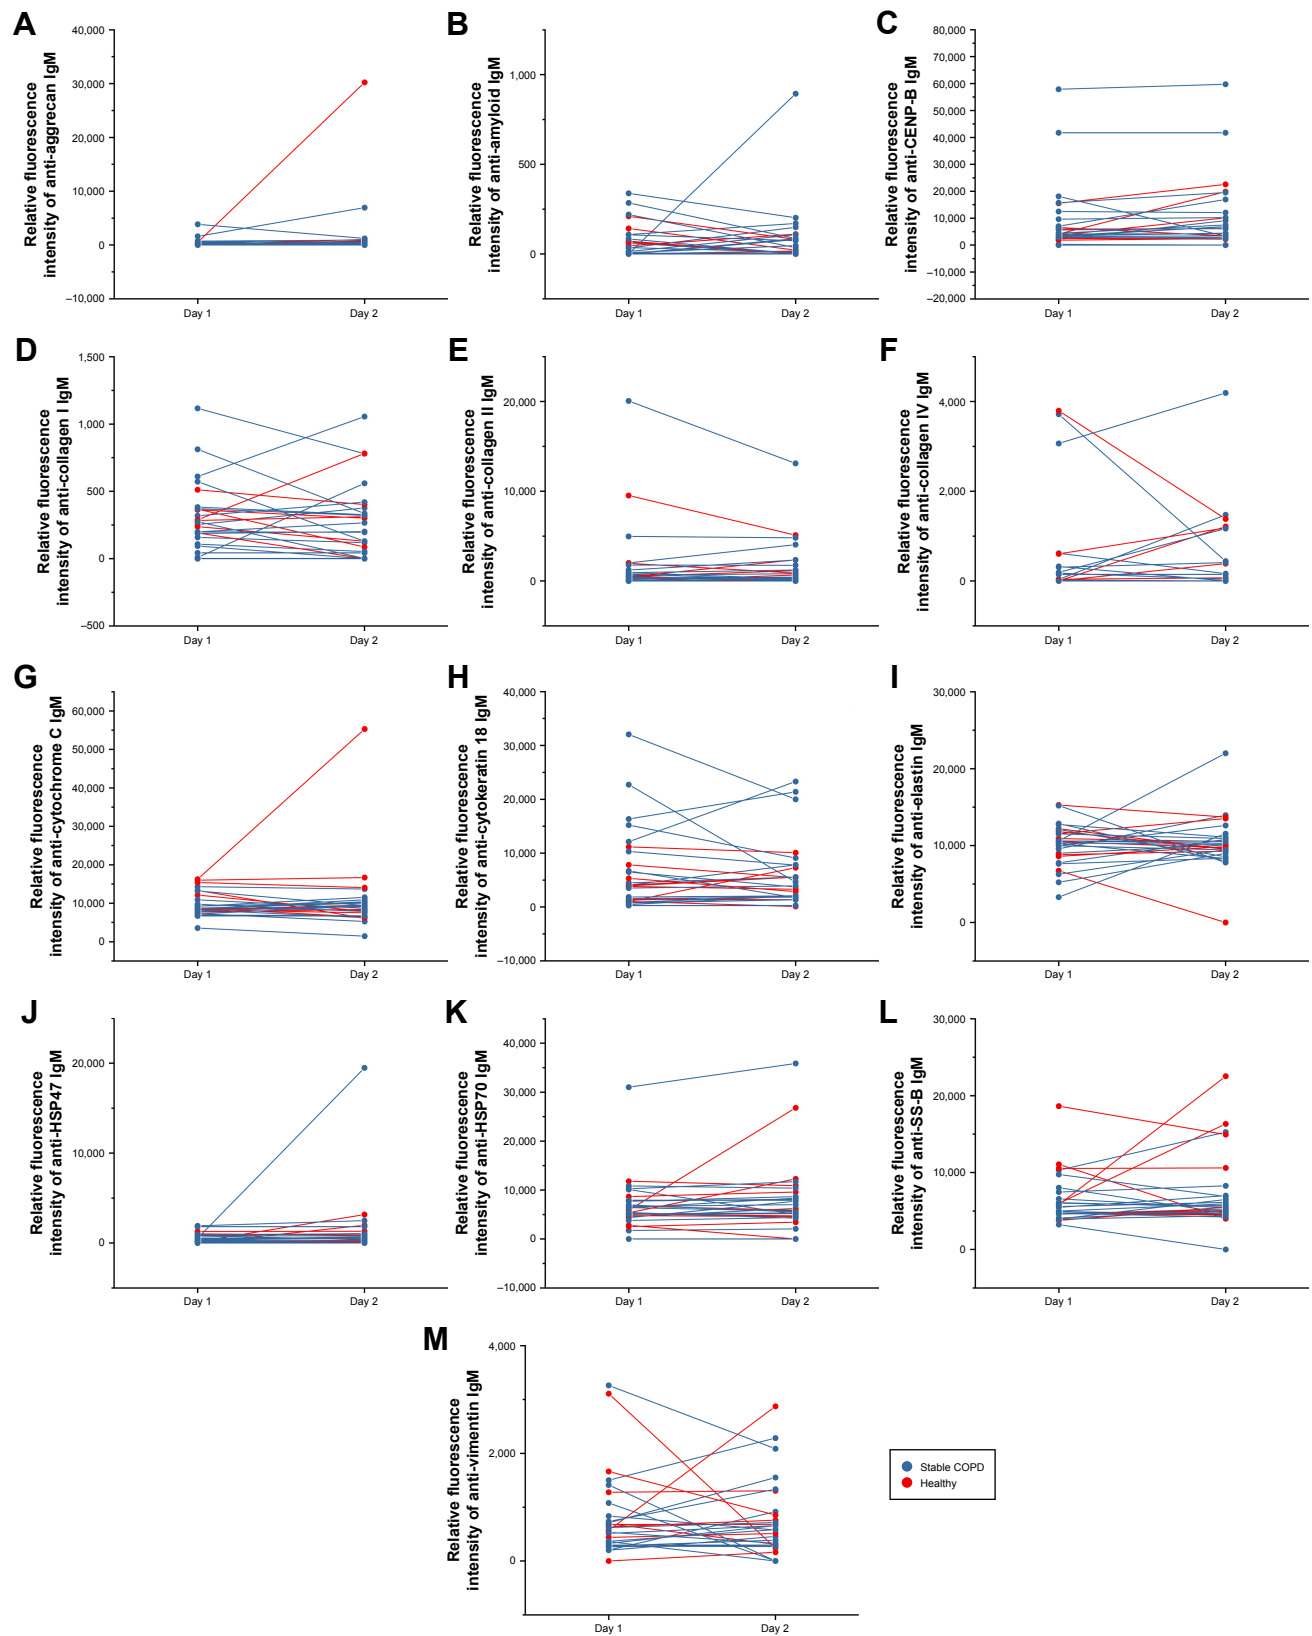 A
Relative fluorescence
intensity of anti-aggrecan IgM
40,000
30,000
20,000
10,000
0
–10,000
Day 1
Day 2
B
Relative fluorescence
intensity of anti-amyloid IgM
1,000
500
0
Day 1
Day 2
C
Relative fluorescence
intensity of anti-CENP-B IgM
80,000
70,000
60,000
50,000
40,000
30,000
20,000
10,000
0
–10,000
–20,000
Day 1
Day 2
D
Relative fluorescence
intensity of anti-collagen I IgM
1,500
1,000
500
0
–500
Day 1
Day 2
E
Relative fluorescence
intensity of anti-collagen II IgM
20,000
10,000
0
Day 1
Day 2
F
Relative fluorescence
intensity of anti-collagen IV IgM
4,000
2,000
0
Day 1
Day 2
G
Relative fluorescence
intensity of anti-cytochrome C IgM
60,000
50,000
40,000
30,000
20,000
10,000
0
Day 1
Day 2
H
Relative fluorescence
intensity of anti-cytokeratin 18 IgM
40,000
30,000
20,000
10,000
0
–10,000
Day 1
Day 2
I
Relative fluorescence
intensity of anti-elastin IgM
30,000
20,000
10,000
0
Day 1
Day 2
J
Relative fluorescence
intensity of anti-HSP47 IgM
20,000
10,000
0
Day 1
Day 2
K
Relative fluorescence
intensity of anti-HSP70 IgM
40,000
30,000
20,000
10,000
0
–10,000
Day 1
Day 2
L
Relative fluorescence
intensity of anti-SS-B IgM
30,000
20,000
10,000
0
Day 1
Day 2
M
Relative fluorescence
intensity of anti-vimentin IgM
4,000
2,000
0
Day 1
Day 2
Stable COPD
Healthy